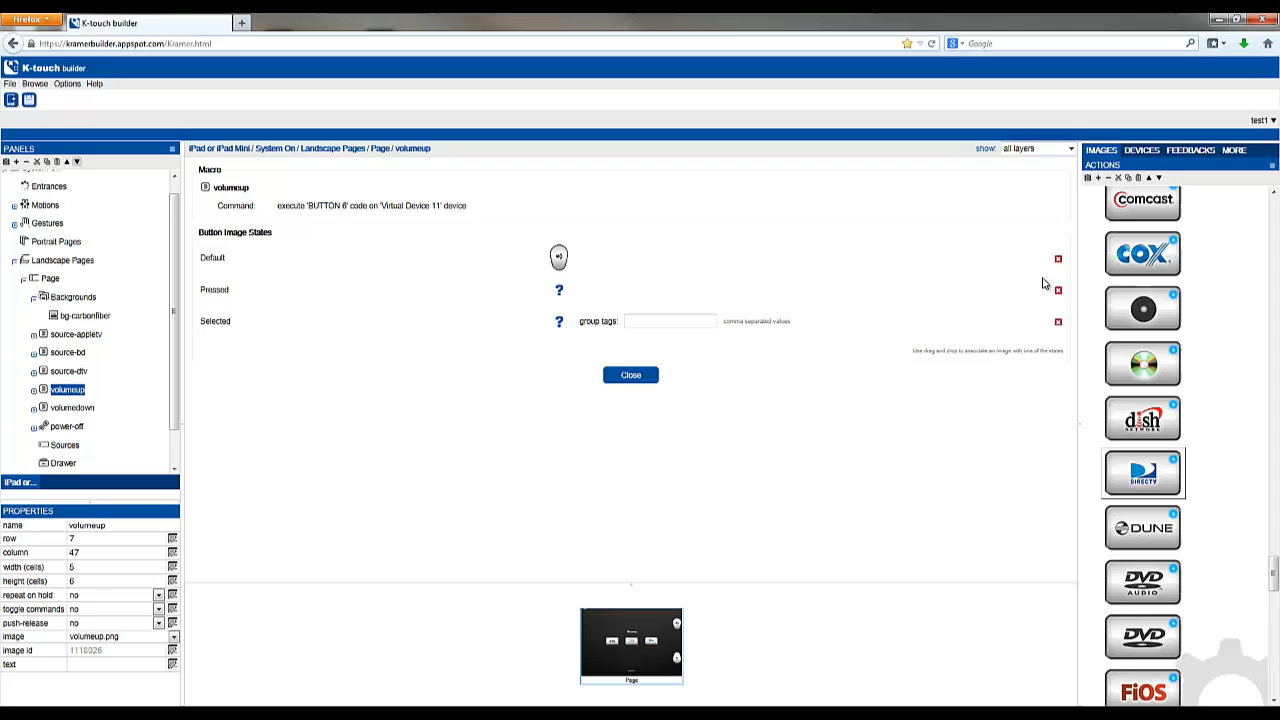 Firefox
K-touch builder
https://kramerbuilder.appspot.com/Kramer.html
Google
K-touch builder
File Browse Options Help
test1
PANELS
Entrances
Motions
Gestures
Portrait Pages
Landscape Pages
Page
Backgrounds
bg-carbonfiber
source-appletv
source-bd
source-dtv
volumeup
volumedown
power-off
Sources
Drawer
iPad or...
PROPERTIES
name volumeup
row 7
column 47
width (cells) 5
height (cells) 6
repeat on hold no
toggle commands no
push-release no
image volumeup.png
image id 1118026
text
iPad or iPad Mini / System On / Landscape Pages / Page / volumeup
show: all layers
Macro
volumeup
Command: execute 'BUTTON 6' code on 'Virtual Device 11' device
Button Image States
Default
Pressed ?
Selected ? group tags: comma separated values
Use drag and drop to associate an image with one of the states.
Close
Page
IMAGES DEVICES FEEDBACKS MORE
ACTIONS
comcast
COX
dish
NETWORK
DIRECTV
DUNE
DVD
AUDIO
DVD
FiOS